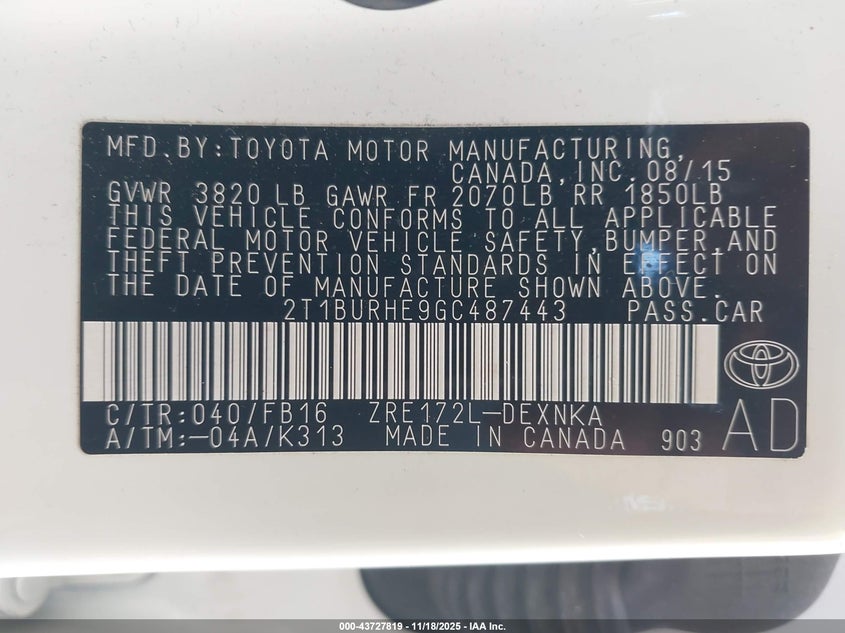 MFD.BY:TOYOTA MOTOR MANUFACTURING,
CANADA,INC.08/15
GVWR 3820 LB GAWR FR 2070LB RR 1850LB
THIS VEHICLE CONFORMS TO ALL APPLICABLE
FEDERAL MOTOR VEHICLE SAFETY,BUMPER,AND
THEFT PREVENTION STANDARDS IN EFFECT ON
THE DATE OF MANUFACTURE SHOWN ABOVE.
2T1BURHE9GC487443 PASS.CAR
C/TR:040/FB16 ZRE172L-DEXNKA
A/TM:-04A/K313 MADE IN CANADA 903 AD
000-43727819 - 11/18/2025 - IAA Inc.